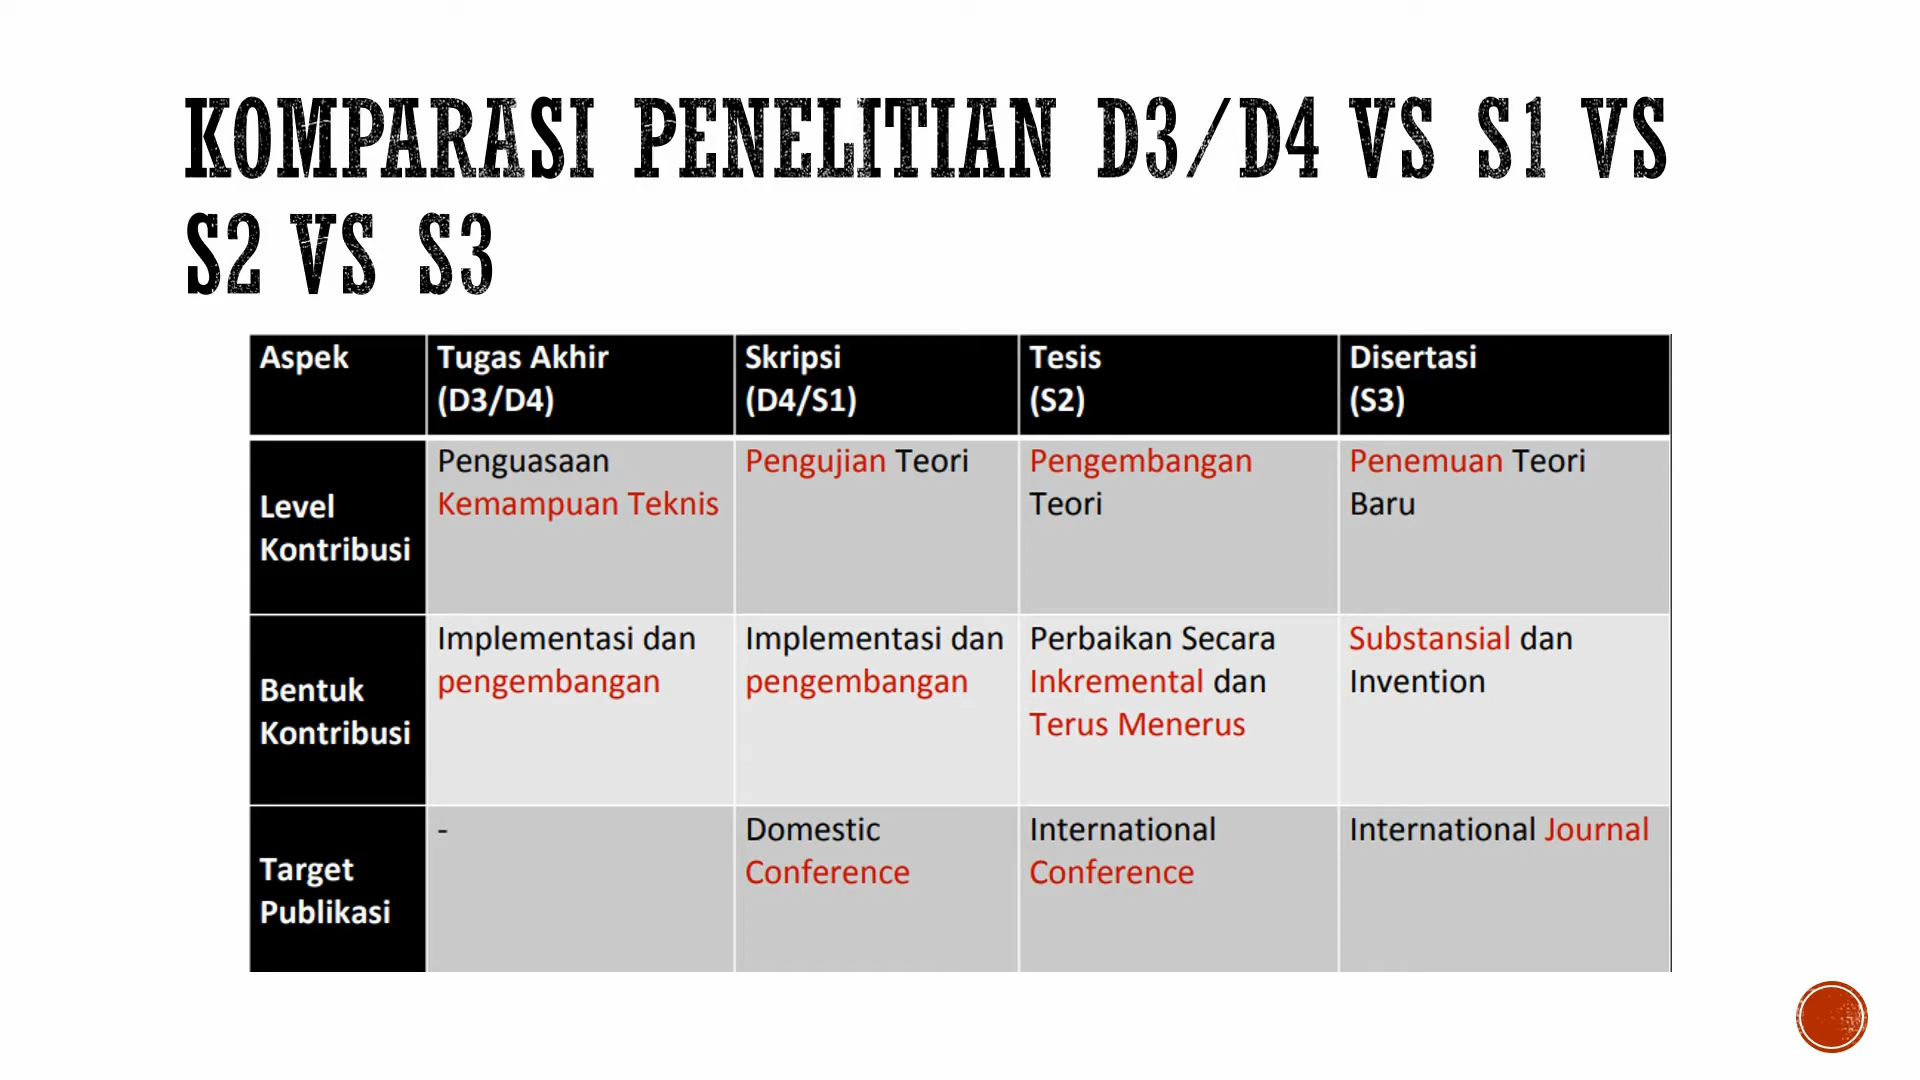 KOMPARASI PENELITIAN D3/D4 VS S1 VS
S2 VS S3
Aspek
Tugas Akhir
(D3/D4)
Skripsi
(D4/S1)
Tesis
(S2)
Disertasi
(S3)
Level
Kontribusi
Penguasaan
Kemampuan Teknis
Pengujian Teori
Pengembangan
Teori
Penemuan Teori
Baru
Bentuk
Kontribusi
Implementasi dan
pengembangan
Implementasi dan
pengembangan
Perbaikan Secara
Inkremental dan
Terus Menerus
Substansial dan
Invention
Target
Publikasi
-
Domestic
Conference
International
Conference
International Journal